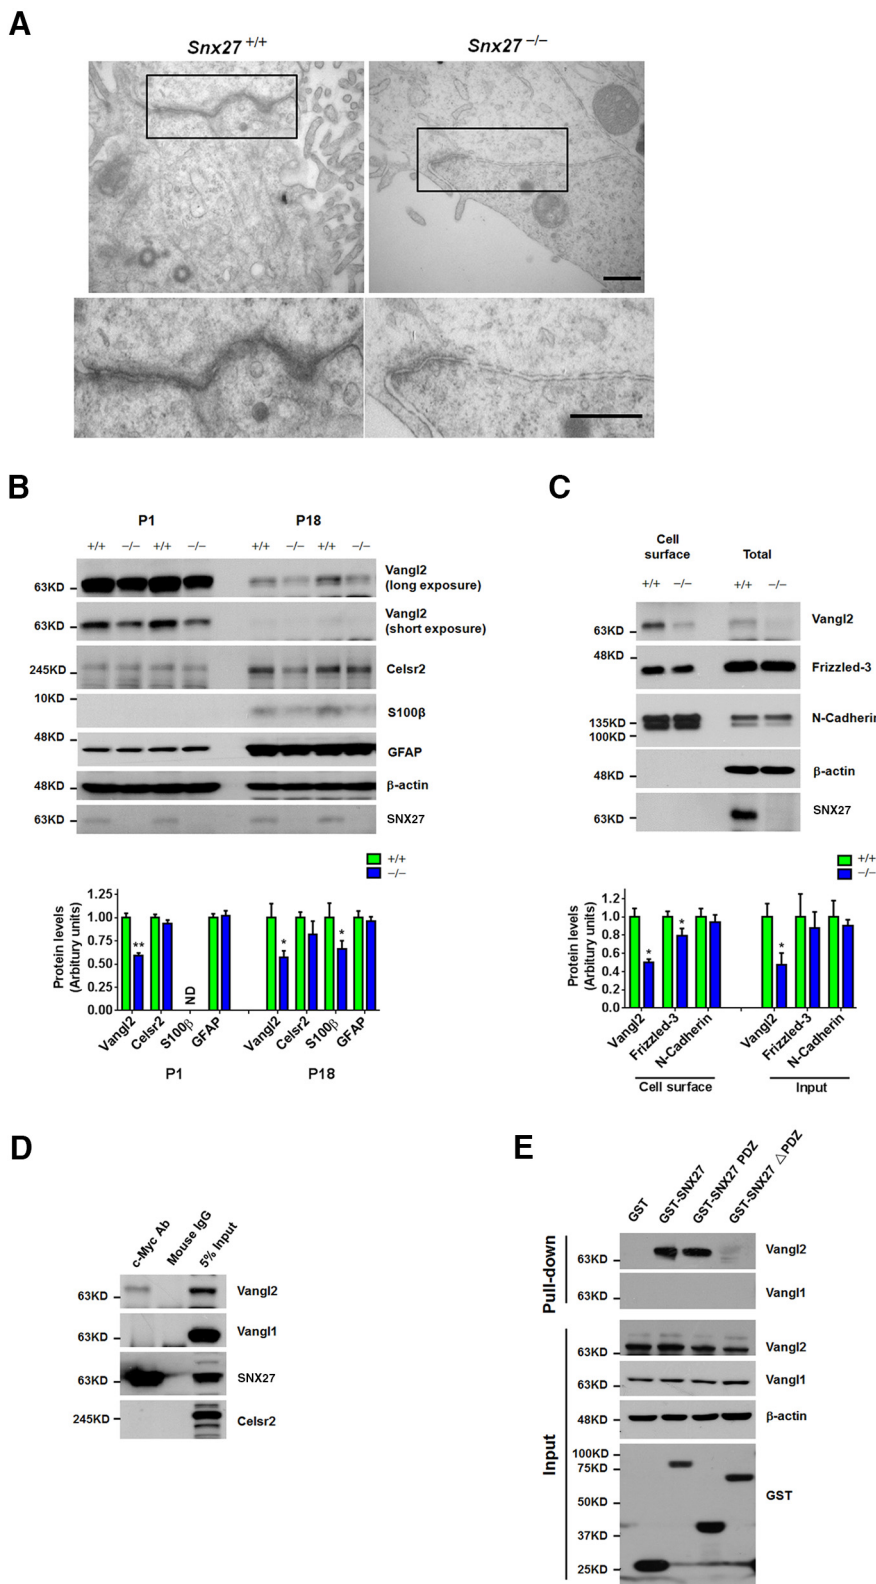 A
Snx27 +/+
Snx27 –/–
B
P1
P18
+/+ –/– +/+ –/– +/+ –/– +/+ –/–
63KD
Vangl2
(long exposure)
63KD
Vangl2
(short exposure)
245KD
Celsr2
10KD
S100β
48KD
GFAP
48KD
β-actin
63KD
SNX27
+/+
–/–
Protein levels
(Arbitury units)
1.25
1.00
0.75
0.50
0.25
0.00
** ND * *
Vangl2 Celsr2 S100β GFAP Vangl2 Celsr2 S100β GFAP
P1
P18
C
Cell
surface
Total
+/+ –/– +/+ –/–
63KD
Vangl2
48KD
Frizzled-3
135KD
100KD
N-Cadherin
48KD
β-actin
63KD
SNX27
+/+
–/–
Protein levels
(Arbitury units)
1.2
1.0
0.8
0.6
0.4
0.2
0.0
* * *
Vangl2 Frizzled-3 N-Cadherin Vangl2 Frizzled-3 N-Cadherin
Cell surface
Input
D
c-Myc Ab Mouse IgG 5% Input
63KD
Vangl2
63KD
Vangl1
63KD
SNX27
245KD
Celsr2
E
GST GST-SNX27 GST-SNX27 PDZ GST-SNX27 △PDZ
Pull-down
63KD
Vangl2
63KD
Vangl1
Input
63KD
Vangl2
63KD
Vangl1
48KD
β-actin
100KD
75KD
50KD
37KD
25KD
GST